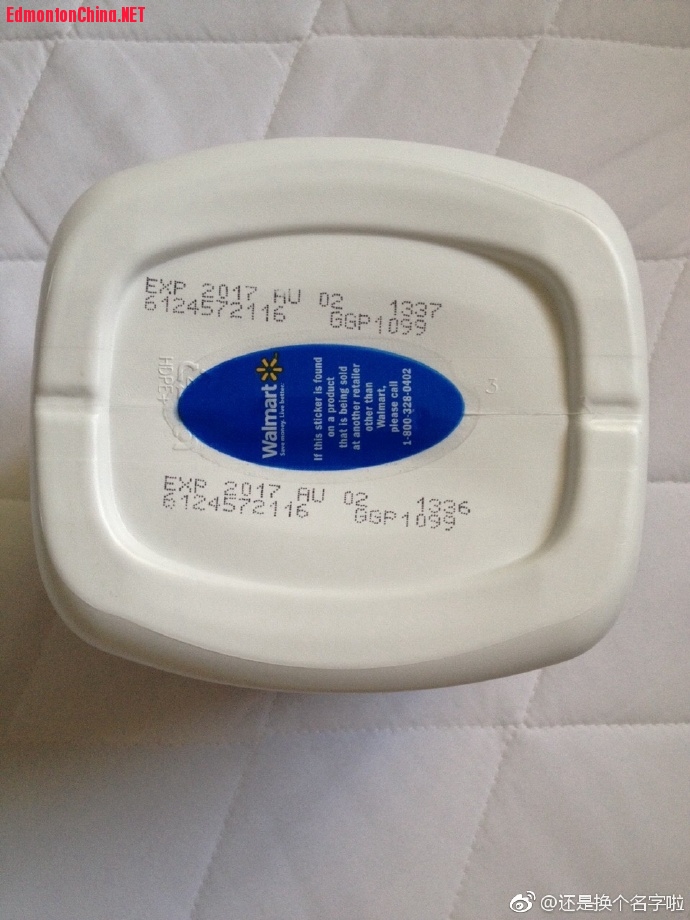 EdmontonChina.NET
EXP 2017 AU 02 1337
6124572116 GGP1099
HDPE
Walmart
Save money. Live better.
If this sticker is found
on a product
that is being sold
at another retailer
other than
Walmart,
please call
1-800-328-0402
3
EXP 2017 AU 02 1336
6124572116 GGP1099
@还是换个名字啦